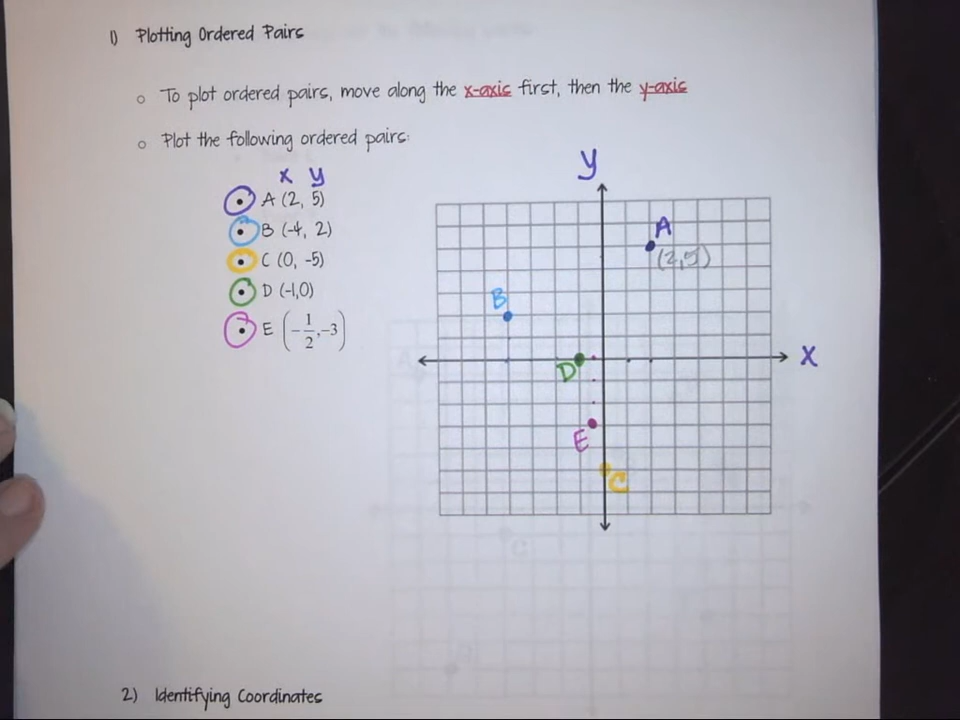 1) Plotting Ordered Pairs
To plot ordered pairs, move along the x-axis first, then the y-axis
Plot the following ordered pairs:
x y
A (2, 5)
B (-4, 2)
C (0, -5)
D (-1,0)
E (-1/2,-3)
y
A
(2,5)
B
x
D
E
C
2) Identifying Coordinates